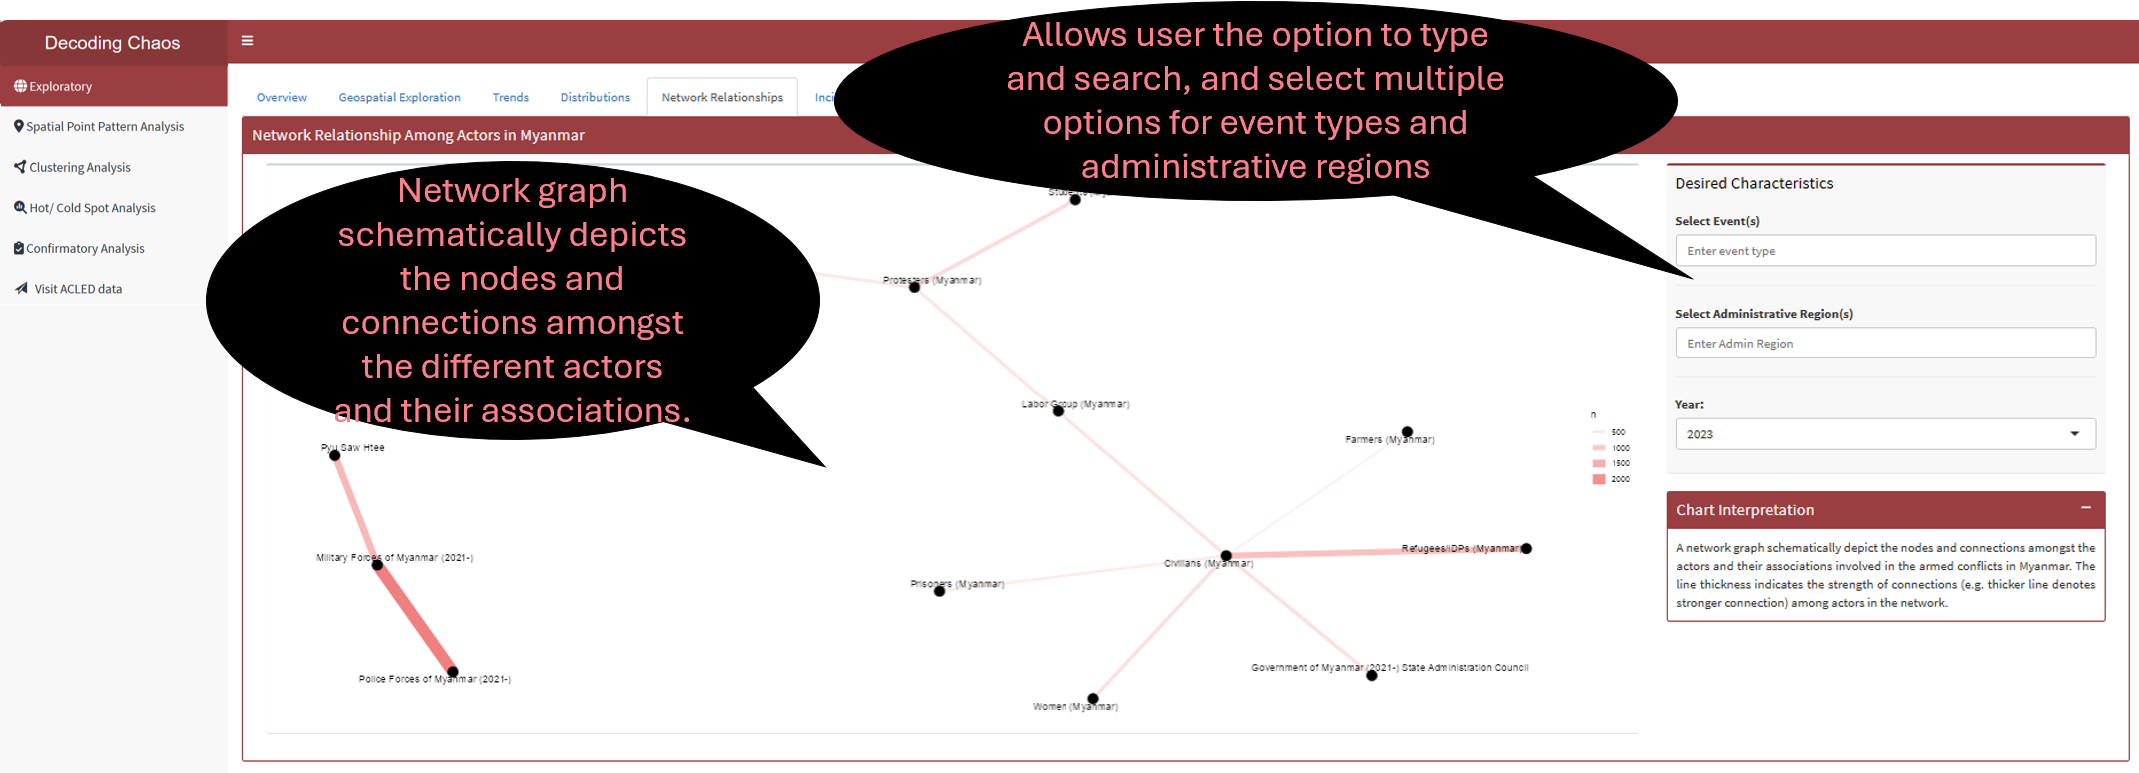 Decoding Chaos
Exploratory
Spatial Point Pattern Analysis
Clustering Analysis
Hot/ Cold Spot Analysis
Confirmatory Analysis
Visit ACLED data
Overview
Geospatial Exploration
Trends
Distributions
Network Relationships
Allows user the option to type
and search, and select multiple
options for event types and
administrative regions
Network Relationship Among Actors in Myanmar
Network graph
schematically depicts
the nodes and
connections amongst
the different actors
and their associations.
Protesters (Myanmar)
Labor Group (Myanmar)
Farmers (Myanmar)
Pyu Saw Htee
Military Forces of Myanmar (2021-)
Police Forces of Myanmar (2021-)
Refugees/IDPs (Myanmar)
Civilians (Myanmar)
Prisoners (Myanmar)
Government of Myanmar (2021-) State Administration Council
Women (Myanmar)
n
500
1000
1500
2000
Desired Characteristics
Select Event(s)
Enter event type
Select Administrative Region(s)
Enter Admin Region
Year:
2023
Chart Interpretation
A network graph schematically depict the nodes and connections amongst the
actors and their associations involved in the armed conflicts in Myanmar. The
line thickness indicates the strength of connections (e.g. thicker line denotes
stronger connection) among actors in the network.